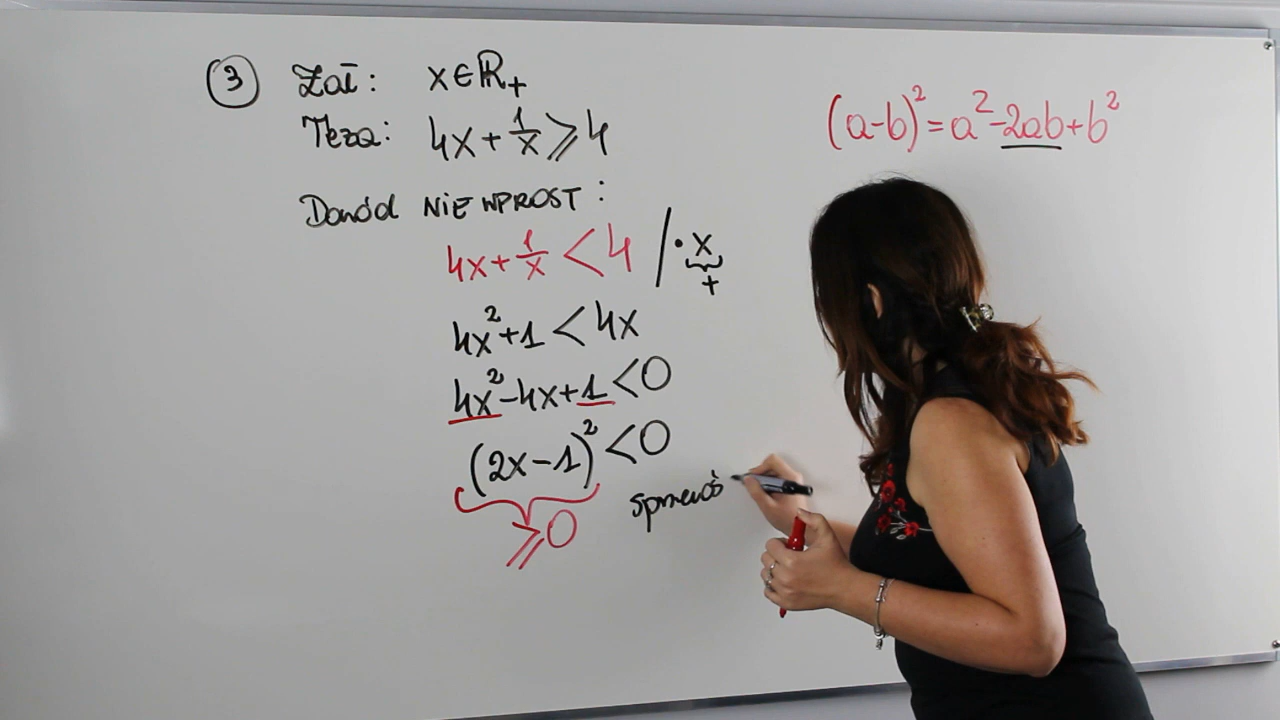 3 Zał: x∈ℝ₊
Teza: 4x + 1/x ⩾ 4
Dowód NIE WPROST:
4x + 1/x < 4 / · x
+
4x² + 1 < 4x
4x² - 4x + 1 < 0
(2x - 1)² < 0
⩾ 0
sprzeczś
(a-b)² = a² - 2ab + b²